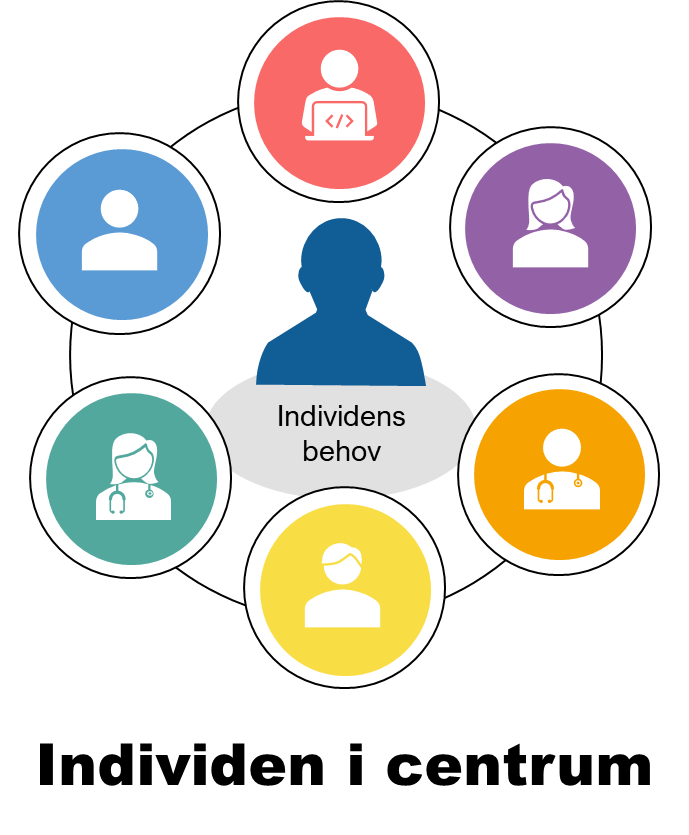 </>
Individens
behov
Individen i centrum